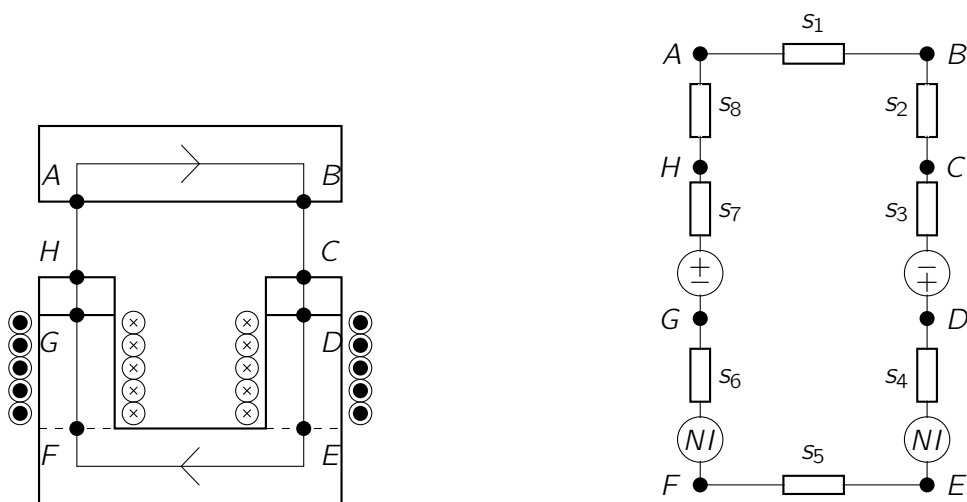 A B
H C
G D
F E
s1
A B
s8 s2
H C
s7 s3
+ −
− +
G D
s6 s4
NI NI
s5
F E